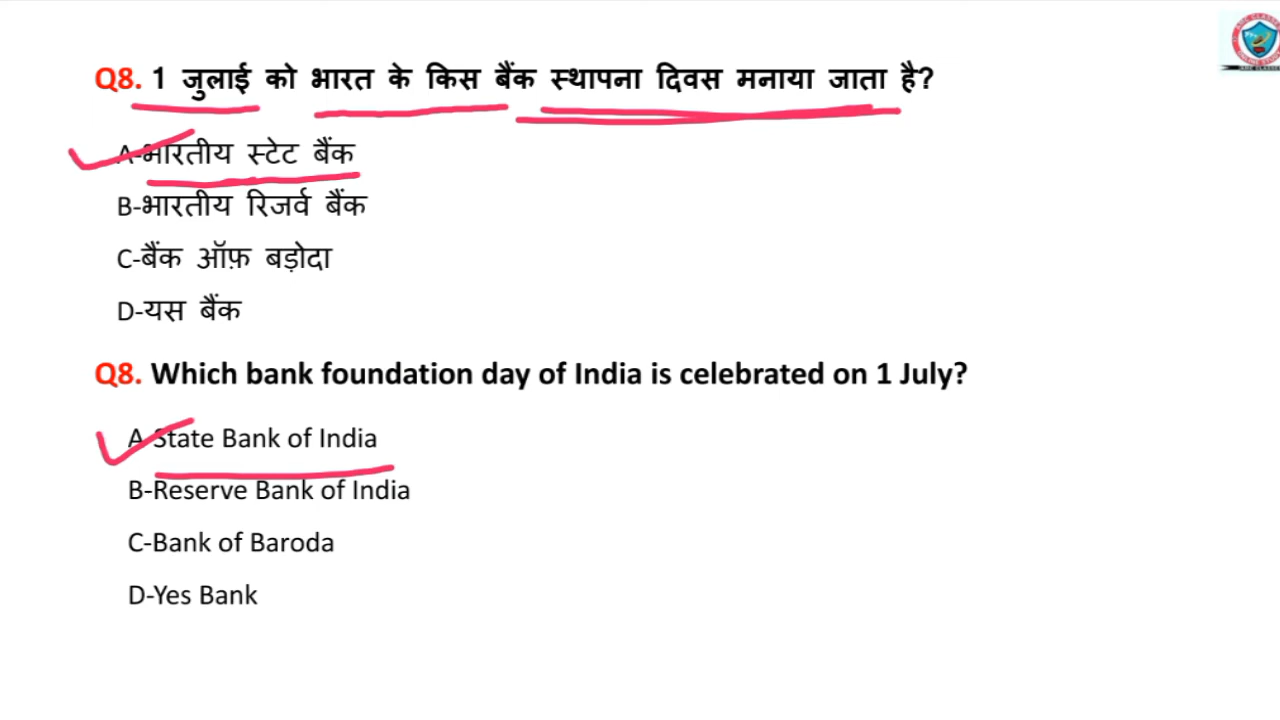 Q8. 1 जुलाई को भारत के किस बैंक स्थापना दिवस मनाया जाता है?
A-भारतीय स्टेट बैंक
B-भारतीय रिजर्व बैंक
C-बैंक ऑफ़ बड़ोदा
D-यस बैंक
Q8. Which bank foundation day of India is celebrated on 1 July?
A-State Bank of India
B-Reserve Bank of India
C-Bank of Baroda
D-Yes Bank